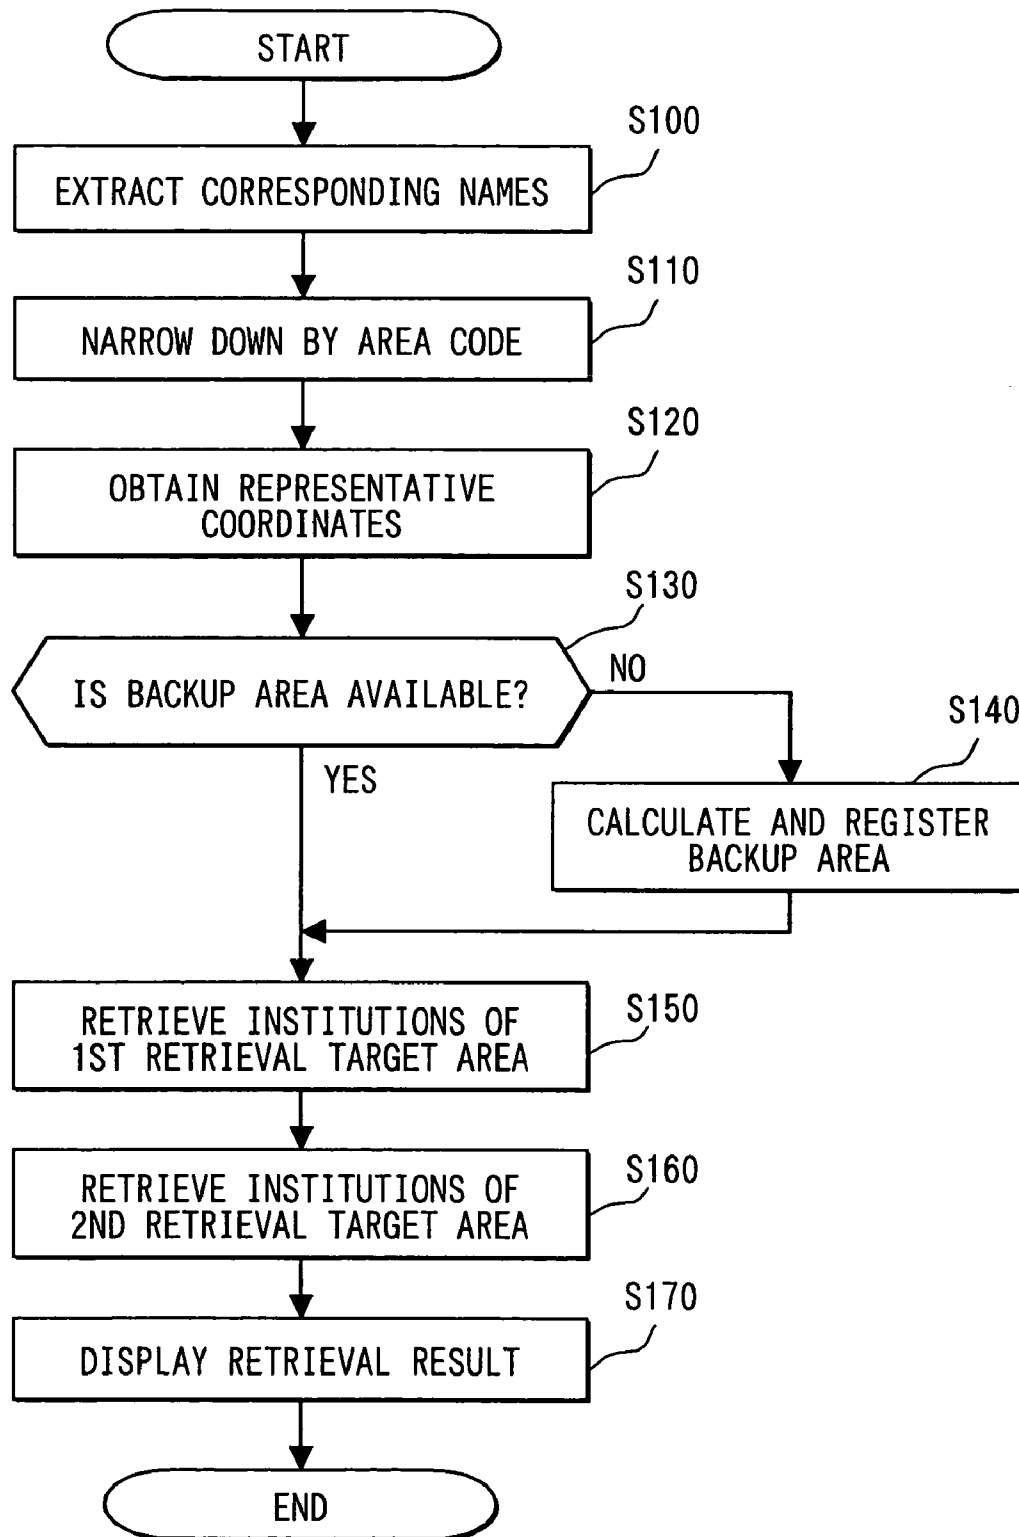 START
S100
EXTRACT CORRESPONDING NAMES
S110
NARROW DOWN BY AREA CODE
S120
OBTAIN REPRESENTATIVE
COORDINATES
S130
IS BACKUP AREA AVAILABLE?
NO
YES
S140
CALCULATE AND REGISTER
BACKUP AREA
S150
RETRIEVE INSTITUTIONS OF
1ST RETRIEVAL TARGET AREA
S160
RETRIEVE INSTITUTIONS OF
2ND RETRIEVAL TARGET AREA
S170
DISPLAY RETRIEVAL RESULT
END